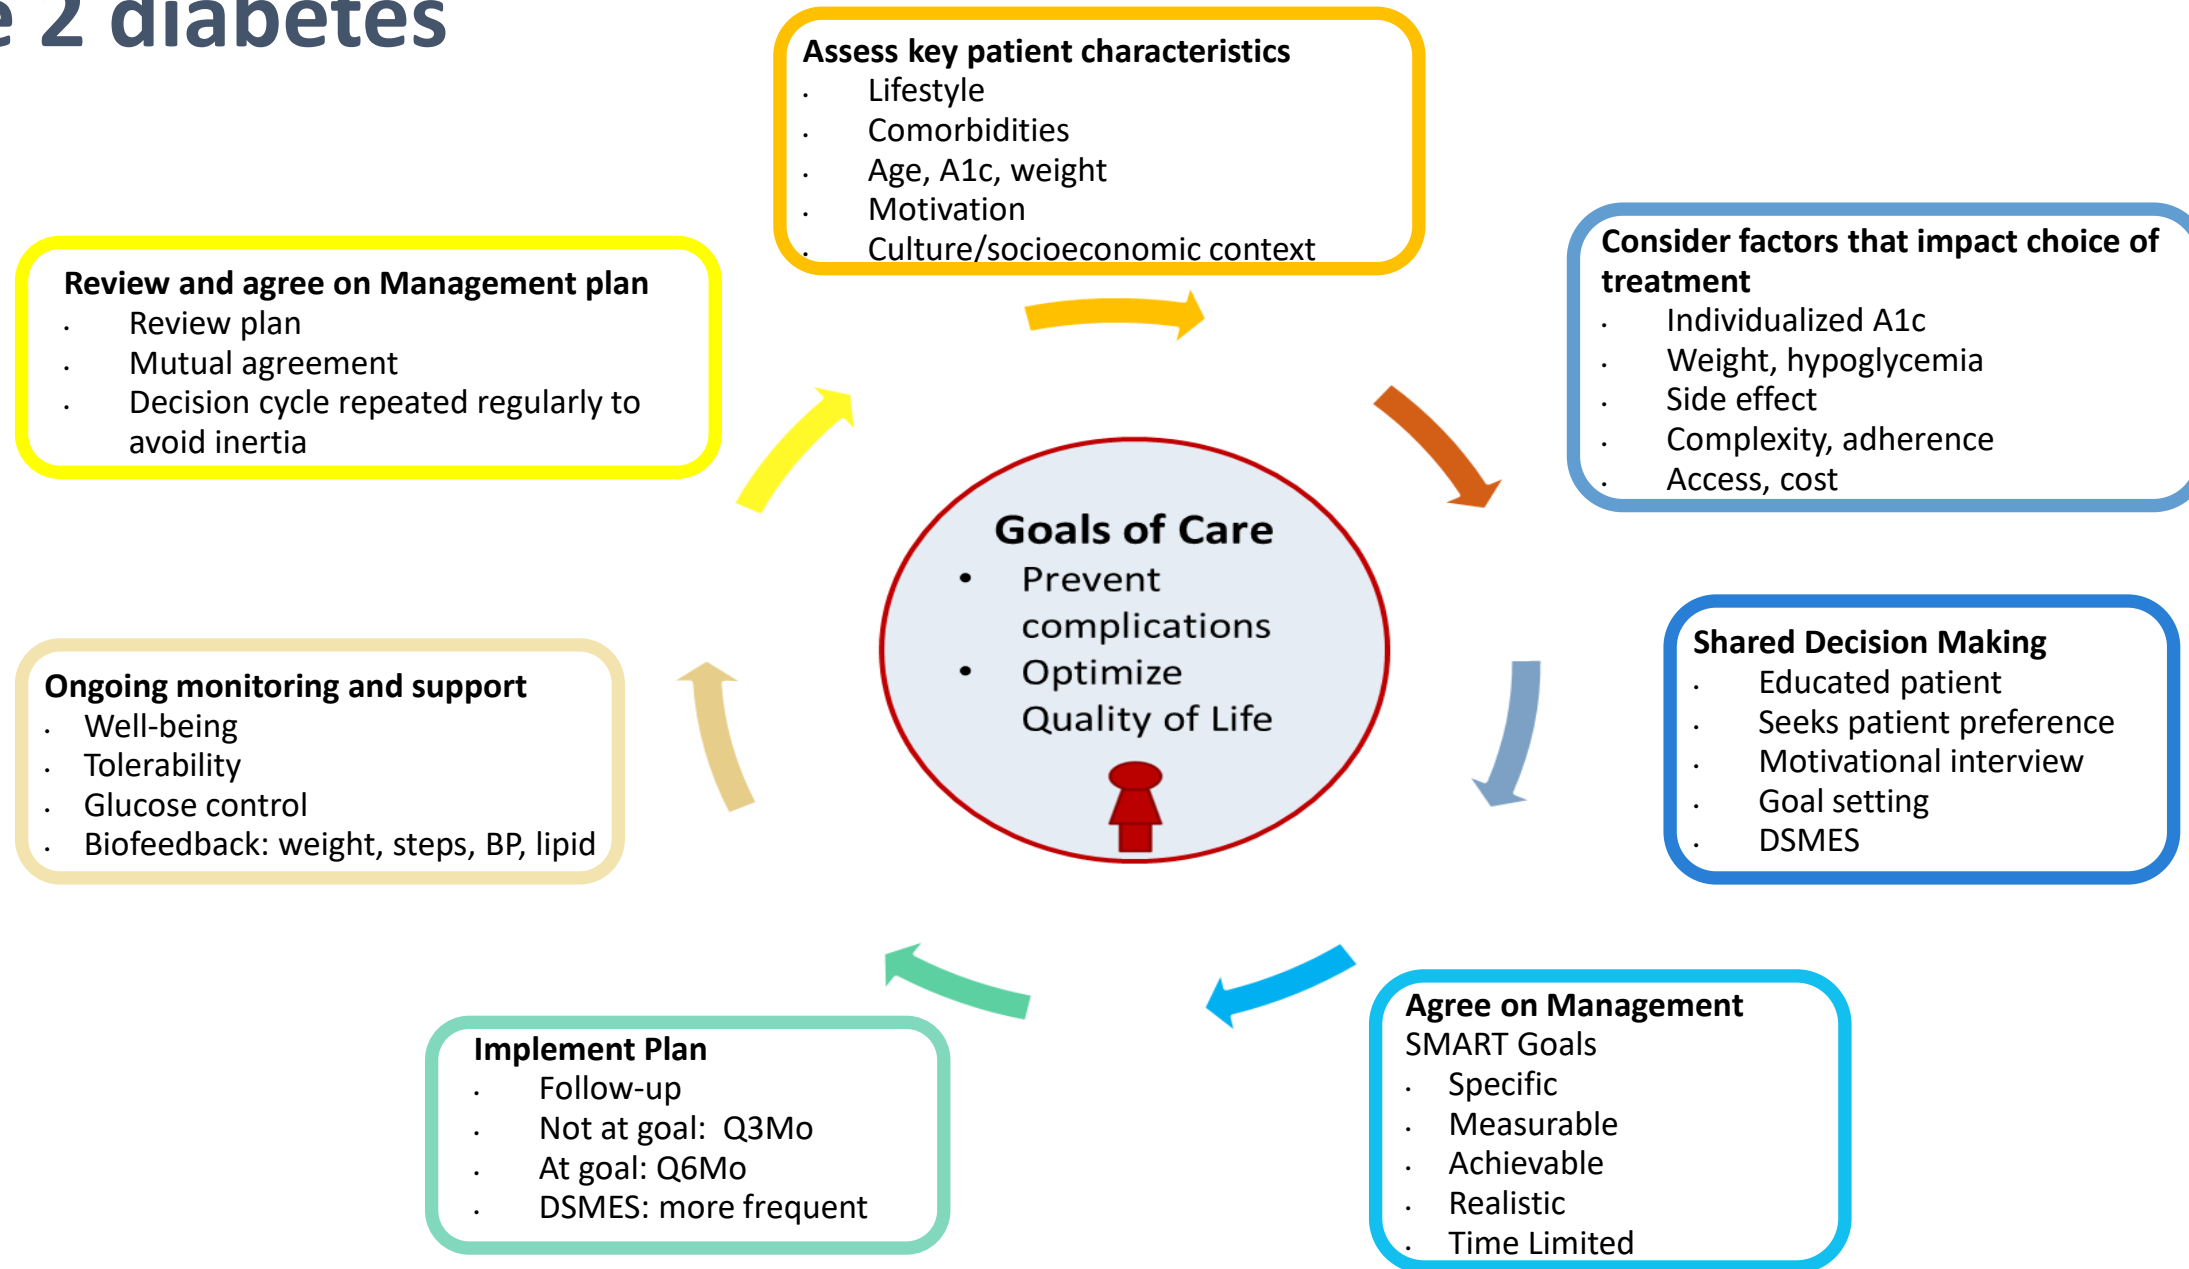 e 2 diabetes
Assess key patient characteristics
· Lifestyle
· Comorbidities
· Age, A1c, weight
· Motivation
· Culture/socioeconomic context
Consider factors that impact choice of
treatment
· Individualized A1c
· Weight, hypoglycemia
· Side effect
· Complexity, adherence
· Access, cost
Shared Decision Making
· Educated patient
· Seeks patient preference
· Motivational interview
· Goal setting
· DSMES
Agree on Management
SMART Goals
· Specific
· Measurable
· Achievable
· Realistic
· Time Limited
Implement Plan
· Follow-up
· Not at goal: Q3Mo
· At goal: Q6Mo
· DSMES: more frequent
Ongoing monitoring and support
· Well-being
· Tolerability
· Glucose control
· Biofeedback: weight, steps, BP, lipid
Review and agree on Management plan
· Review plan
· Mutual agreement
· Decision cycle repeated regularly to
avoid inertia
Goals of Care
• Prevent
complications
• Optimize
Quality of Life